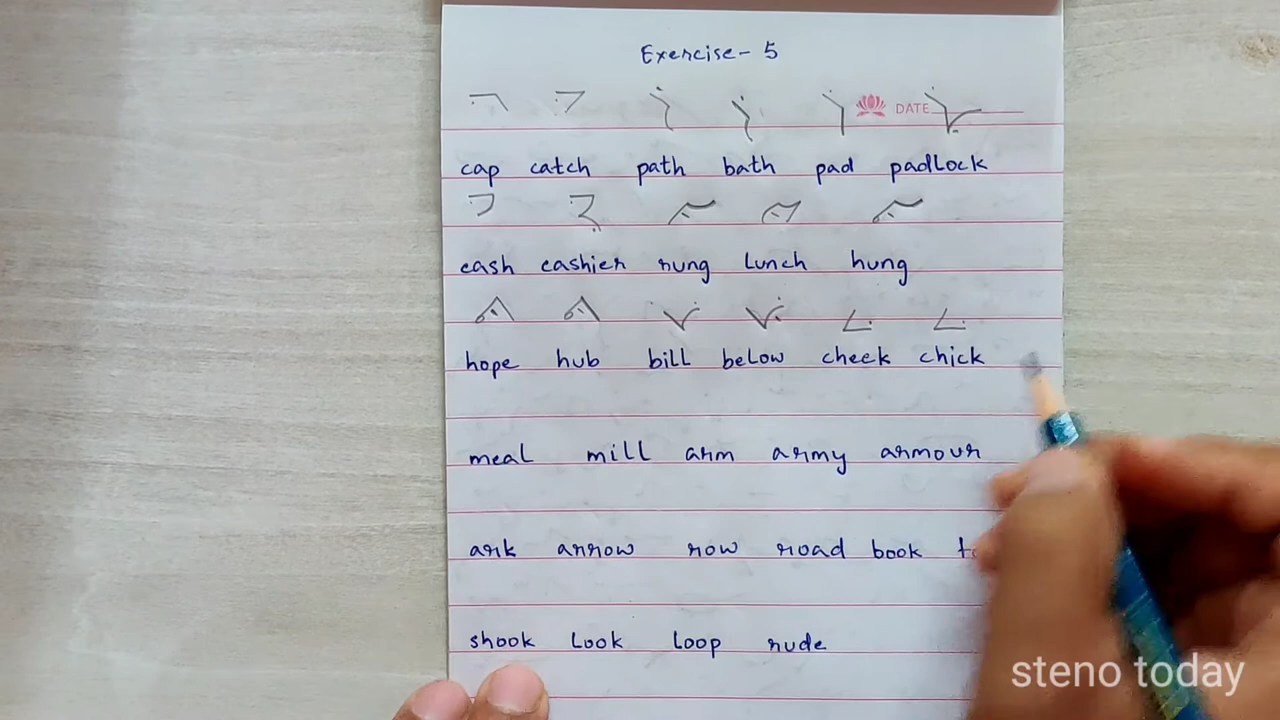 Exercise - 5
DATE
cap catch path bath pad padlock
cash cashier rung lunch hung
hope hub bill below cheek chick
meal mill arm army armour
ark arrow row road book
shook look loop rude
steno today